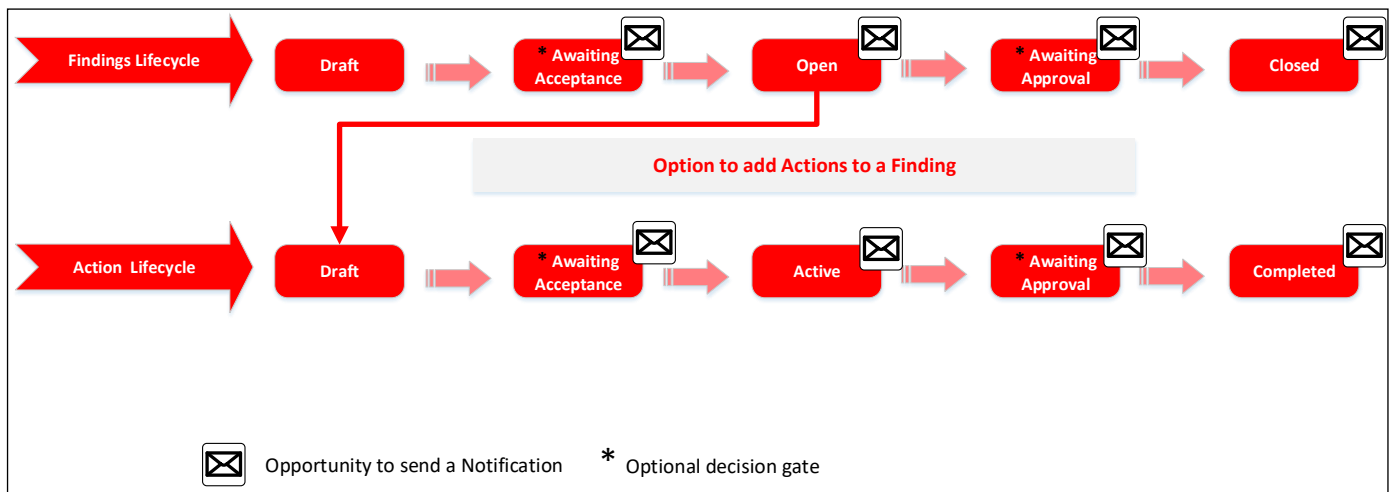 Findings Lifecycle
Draft
* Awaiting
Acceptance
Open
* Awaiting
Approval
Closed
Option to add Actions to a Finding
Action Lifecycle
Draft
* Awaiting
Acceptance
Active
* Awaiting
Approval
Completed
Opportunity to send a Notification
* Optional decision gate